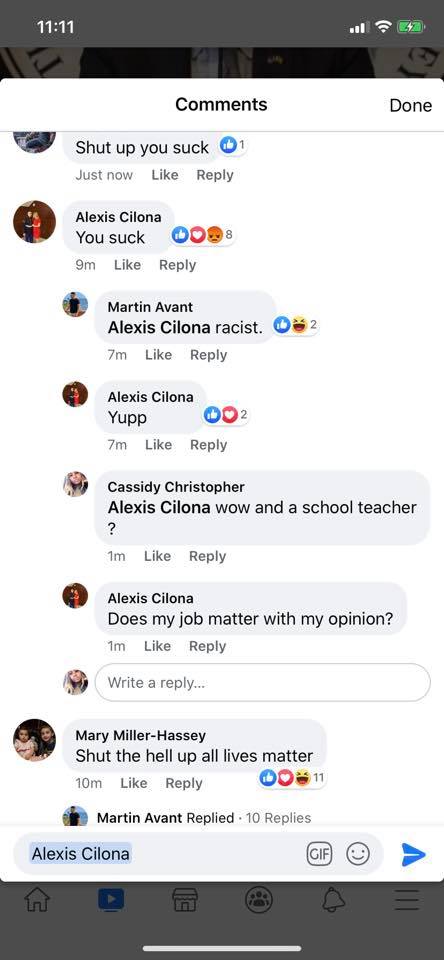 11:11
Comments
Done
Shut up you suck
1
Just now Like Reply
Alexis Cilona
You suck
8
9m Like Reply
Martin Avant
Alexis Cilona racist.
2
7m Like Reply
Alexis Cilona
Yupp
2
7m Like Reply
Cassidy Christopher
Alexis Cilona wow and a school teacher
?
1m Like Reply
Alexis Cilona
Does my job matter with my opinion?
1m Like Reply
Write a reply...
Mary Miller-Hassey
Shut the hell up all lives matter
11
10m Like Reply
Martin Avant Replied · 10 Replies
Alexis Cilona
GIF